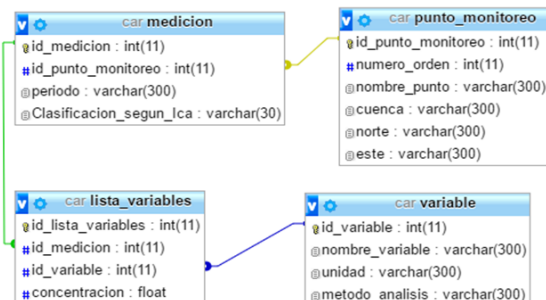 car medicion
id_medicion : int(11)
id_punto_monitoreo : int(11)
periodo : varchar(300)
Clasificacion_segun_Ica : varchar(30)
car punto_monitoreo
id_punto_monitoreo : int(11)
numero_orden : int(11)
nombre_punto : varchar(300)
cuenca : varchar(300)
norte : varchar(300)
este : varchar(300)
car lista_variables
id_lista_variables : int(11)
id_medicion : int(11)
id_variable : int(11)
concentracion : float
car variable
id_variable : int(11)
nombre_variable : varchar(300)
unidad : varchar(300)
metodo_analisis : varchar(300)